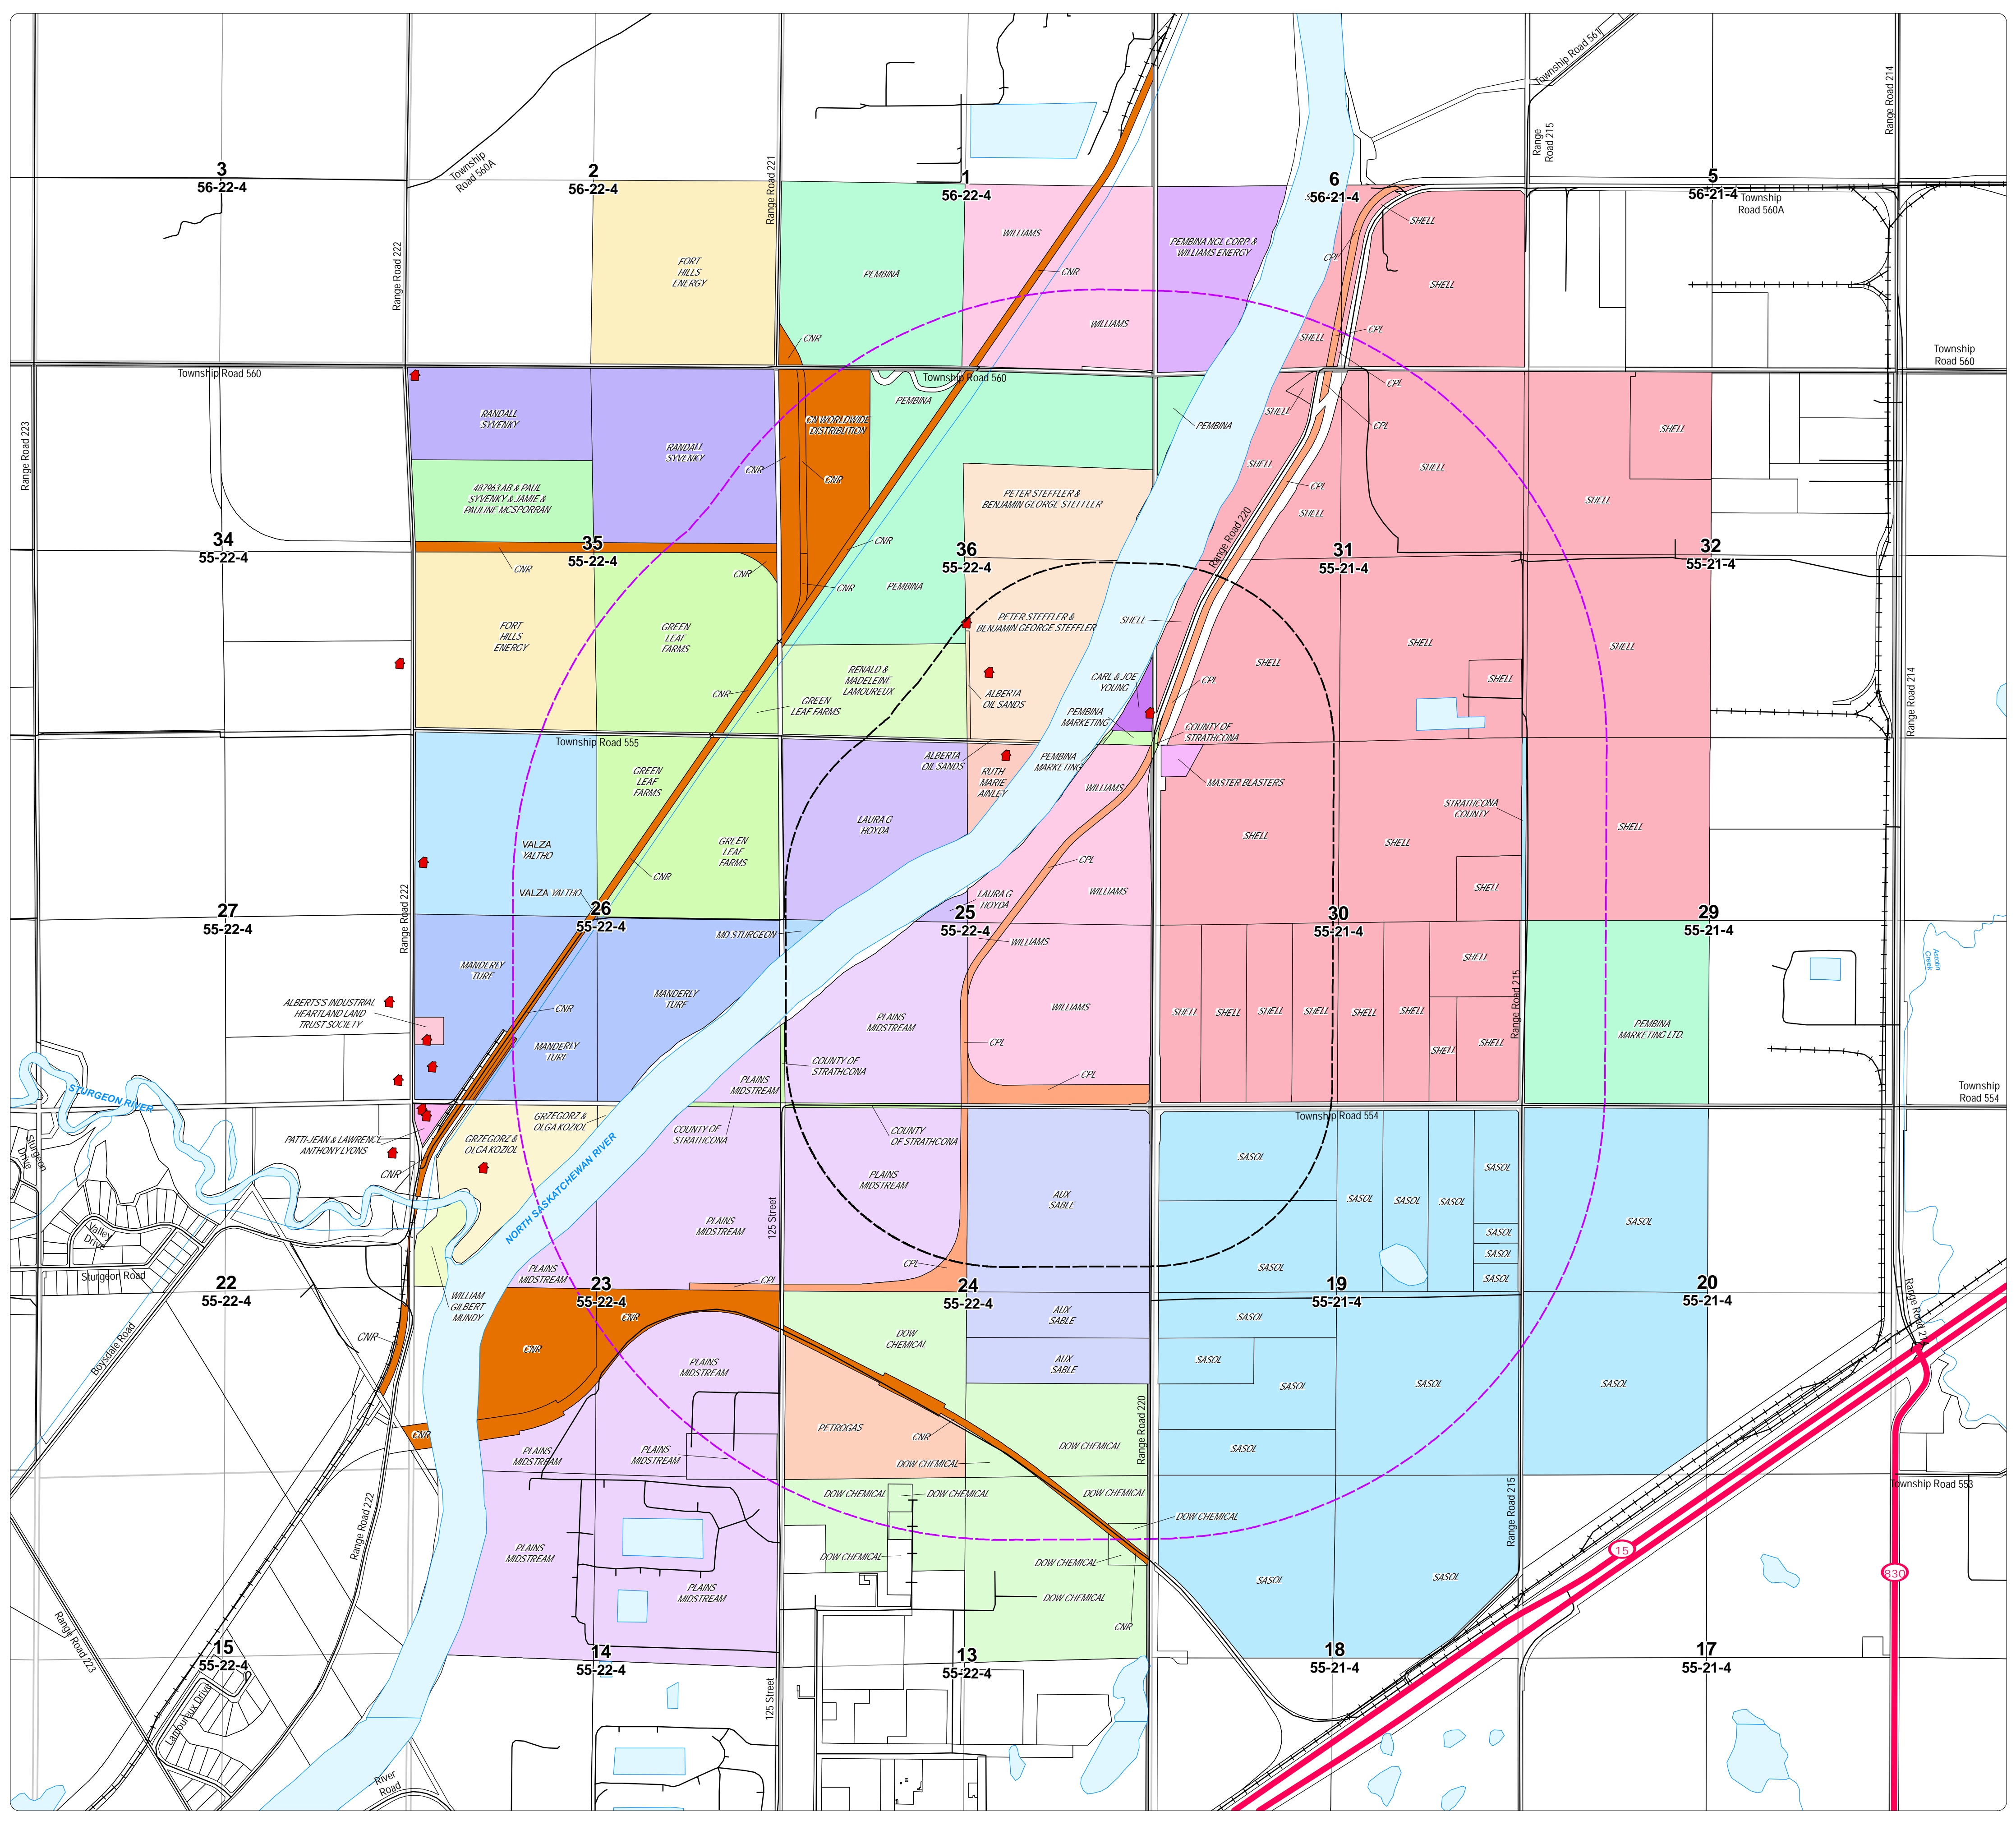 Township Road 561
Range Road 214
Range
Road 215
3
56-22-4
Township
Road 560A
2
56-22-4
Range Road 221
1
56-22-4
6
56-21-4
5
56-21-4
Township
Road 560A
Range Road 222
FORT
HILLS
ENERGY
PEMBINA
WILLIAMS
CNR
WILLIAMS
PEMBINA NGL CORP &
WILLIAMS ENERGY
SHELL
CPL
SHELL
SHELL
CPL
CNR
Township Road 560
Township Road 560
Township
Road 560
CPL
CPL
RANDALL
SYVENKY
RANDALL
SYVENKY
CN WORLDWIDE
DISTRIBUTION
PEMBINA
PEMBINA
SHELL
SHELL
SHELL
SHELL
SHELL
Range Road 223
487963 AB & PAUL
SYVENKY & JAMIE &
PAULINE MCSPORRAN
CNR
CNR
PETER STEFFLER &
BENJAMIN GEORGE STEFFLER
CPL
SHELL
Range Road 220
34
55-22-4
35
55-22-4
36
55-22-4
31
55-21-4
32
55-21-4
CNR
CNR
CNR
CNR
PEMBINA
FORT
HILLS
ENERGY
GREEN
LEAF
FARMS
PETER STEFFLER &
BENJAMIN GEORGE STEFFLER
SHELL
SHELL
SHELL
SHELL
SHELL
CNR
GREEN
LEAF FARMS
RENALD &
MADELEINE
LAMOUREUX
ALBERTA
OIL SANDS
CARL & JOE
YOUNG
CPL
PEMBINA
MARKETING
COUNTY OF
STRATHCONA
Range Road 214
Township Road 555
ALBERTA
OIL SANDS
PEMBINA
MARKETING
RUTH
MARIE
AINLEY
GREEN
LEAF
FARMS
WILLIAMS
MASTER BLASTERS
STRATHCONA
COUNTY
LAURA G
HOYDA
VALZA
YALTHO
GREEN
LEAF
FARMS
SHELL
SHELL
SHELL
CPL
CNR
VALZA YALTHO
LAURA G
HOYDA
WILLIAMS
SHELL
27
55-22-4
Range Road 222
26
55-22-4
25
55-22-4
30
55-21-4
29
55-21-4
MD STURGEON
WILLIAMS
SHELL
Astotin
Creek
MANDERLY
TURF
MANDERLY
TURF
CNR
MANDERLY
TURF
ALBERTS'S INDUSTRIAL
HEARTLAND LAND
TRUST SOCIETY
PLAINS
MIDSTREAM
WILLIAMS
SHELL
SHELL
SHELL
SHELL
SHELL
SHELL
SHELL
SHELL
Range Road 215
PEMBINA
MARKETING LTD.
CPL
CPL
COUNTY OF
STRATHCONA
PLAINS
MIDSTREAM
STURGEON RIVER
Township Road 554
Township
Road 554
GRZEGORZ &
OLGA KOZIOL
GRZEGORZ &
OLGA KOZIOL
COUNTY OF
STRATHCONA
COUNTY
OF STRATHCONA
PATTI-JEAN & LAWRENCE
ANTHONY LYONS
CNR
Sturgeon
Drive
Valley
Drive
Sturgeon Road
NORTH SASKATCHEWAN RIVER
PLAINS
MIDSTREAM
PLAINS
MIDSTREAM
PLAINS
MIDSTREAM
125 Street
AUX
SABLE
SASOL
SASOL
SASOL
SASOL
SASOL
SASOL
SASOL
SASOL
SASOL
SASOL
CPL
CPL
22
55-22-4
23
55-22-4
24
55-22-4
19
55-21-4
20
55-21-4
WILLIAM
GILBERT
MUNDY
CNR
CNR
CNR
Boysdale Road
DOW
CHEMICAL
AUX
SABLE
AUX
SABLE
SASOL
SASOL
SASOL
SASOL
SASOL
SASOL
PLAINS
MIDSTREAM
PETROGAS
CNR
CNR
PLAINS
MIDSTREAM
PLAINS
MIDSTREAM
DOW CHEMICAL
DOW CHEMICAL
Range Road 220
DOW CHEMICAL
DOW CHEMICAL
DOW CHEMICAL
DOW CHEMICAL
Township Road 553
Range Road 222
PLAINS
MIDSTREAM
PLAINS
MIDSTREAM
DOW CHEMICAL
DOW CHEMICAL
DOW CHEMICAL
CNR
SASOL
SASOL
Range Road 215
15
830
Range Road 223
15
55-22-4
14
55-22-4
13
55-22-4
18
55-21-4
17
55-21-4
Lamoureux Drive
125 Street
River
Road